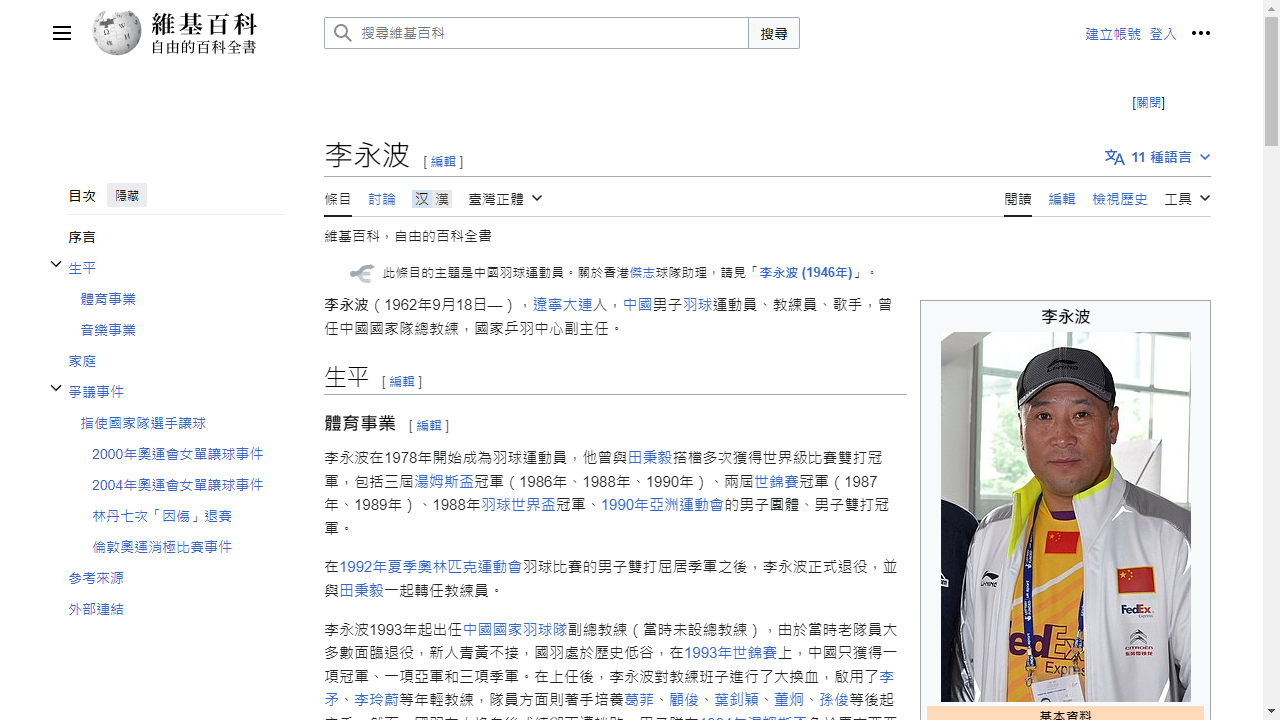 維基百科
自由的百科全書
搜尋維基百科
搜尋
建立帳號 登入
[關閉]
李永波 [編輯]
11 種語言
目次 隱藏
序言
生平
體育事業
音樂事業
家庭
爭議事件
指使國家隊選手讓球
2000年奧運會女單讓球事件
2004年奧運會女單讓球事件
林丹七次「因傷」退賽
倫敦奧運消極比賽事件
參考來源
外部連結
條目 討論 汉 漢 臺灣正體
閱讀 編輯 檢視歷史 工具
維基百科，自由的百科全書
此條目的主題是中國羽球運動員。關於香港傑志球隊助理，請見「李永波 (1946年)」。
李永波（1962年9月18日—），遼寧大連人，中國男子羽球運動員、教練員、歌手，曾
任中國國家隊總教練，國家乒羽中心副主任。
生平 [編輯]
體育事業 [編輯]
李永波在1978年開始成為羽球運動員，他曾與田秉毅搭檔多次獲得世界級比賽雙打冠
軍，包括三屆湯姆斯盃冠軍（1986年、1988年、1990年）、兩屆世錦賽冠軍（1987
年、1989年）、1988年羽球世界盃冠軍、1990年亞洲運動會的男子團體、男子雙打冠
軍。
在1992年夏季奧林匹克運動會羽球比賽的男子雙打屈居季軍之後，李永波正式退役，並
與田秉毅一起轉任教練員。
李永波1993年起出任中國國家羽球隊副總教練（當時未設總教練），由於當時老隊員大
多數面臨退役，新人青黃不接，國羽處於歷史低谷，在1993年世錦賽上，中國只獲得一
項冠軍、一項亞軍和三項季軍。在上任後，李永波對教練班子進行了大換血，啟用了李
矛、李玲蔚等年輕教練，隊員方面則著手培養葛菲、顧俊、葉釗穎、董炯、孫俊等後起
李永波
LI-NING
FedEx
Express
CITROËN
FedEx
Express
基本資料